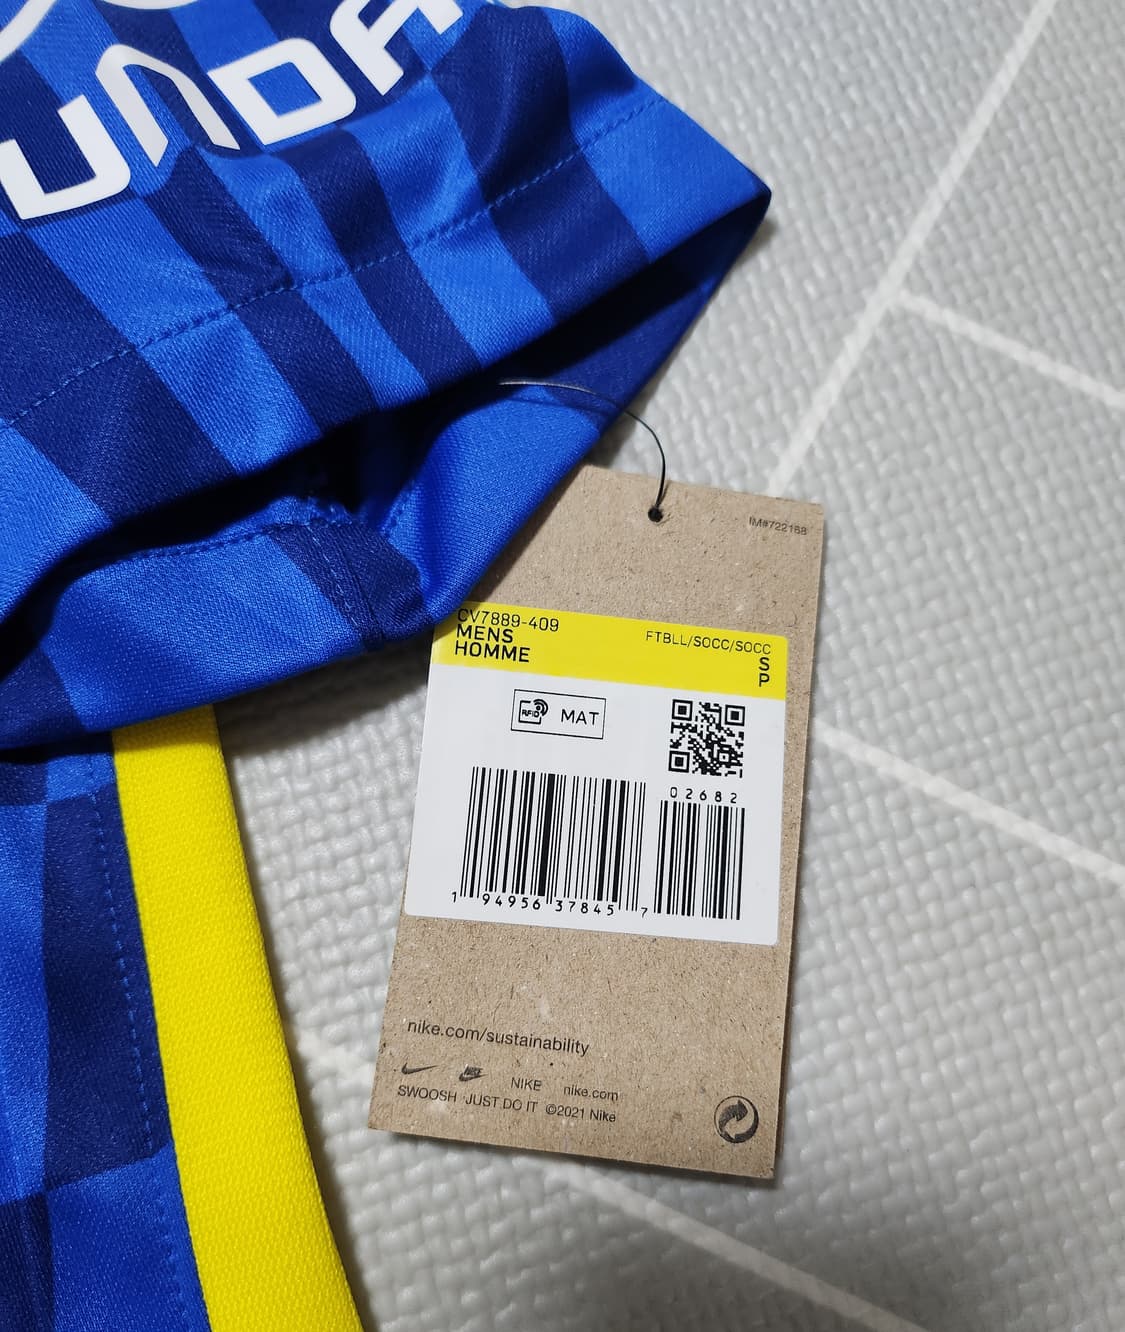 UNDA
IM#722168
CV7889-409
MENS
HOMME
FTBLL/SOCC/SOCC
S
P
RFID
MAT
02682
1 94956 37845 7
nike.com/sustainability
NIKE nike.com
SWOOSH JUST DO IT ©2021 Nike